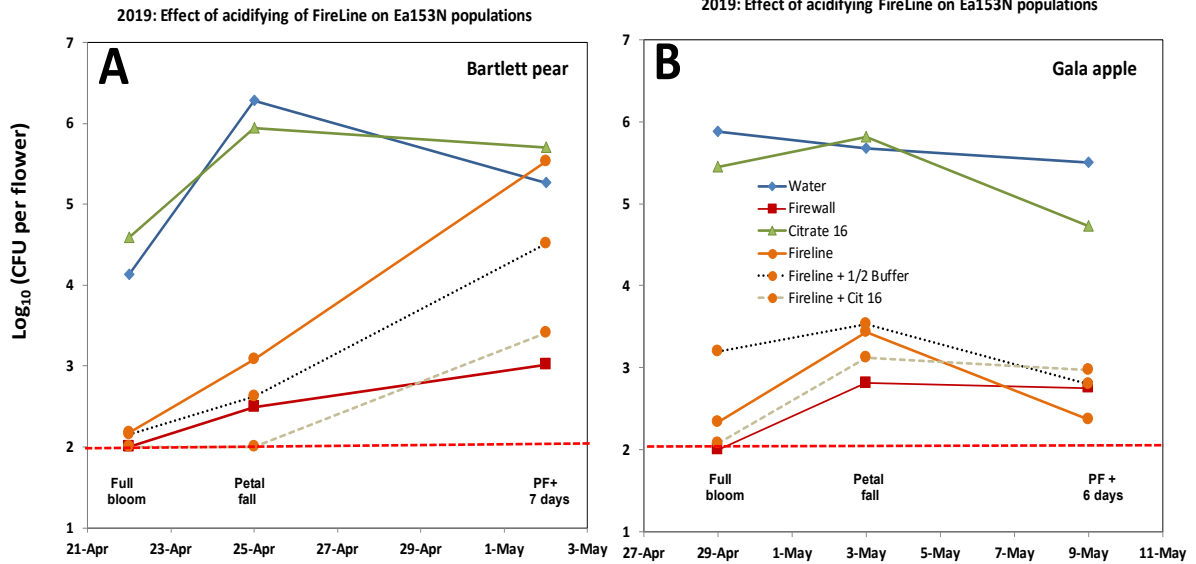 2019: Effect of acidifying of FireLine on Ea153N populations
A
Bartlett pear
Log10 (CFU per flower)
7
6
5
4
3
2
1
Full bloom
Petal fall
PF+ 7 days
21-Apr 23-Apr 25-Apr 27-Apr 29-Apr 1-May 3-May
2019: Effect of acidifying FireLine on Ea153N populations
B
Gala apple
7
6
5
4
3
2
1
Water
Firewall
Citrate 16
Fireline
Fireline + 1/2 Buffer
Fireline + Cit 16
Full bloom
Petal fall
PF + 6 days
27-Apr 29-Apr 1-May 3-May 5-May 7-May 9-May 11-May